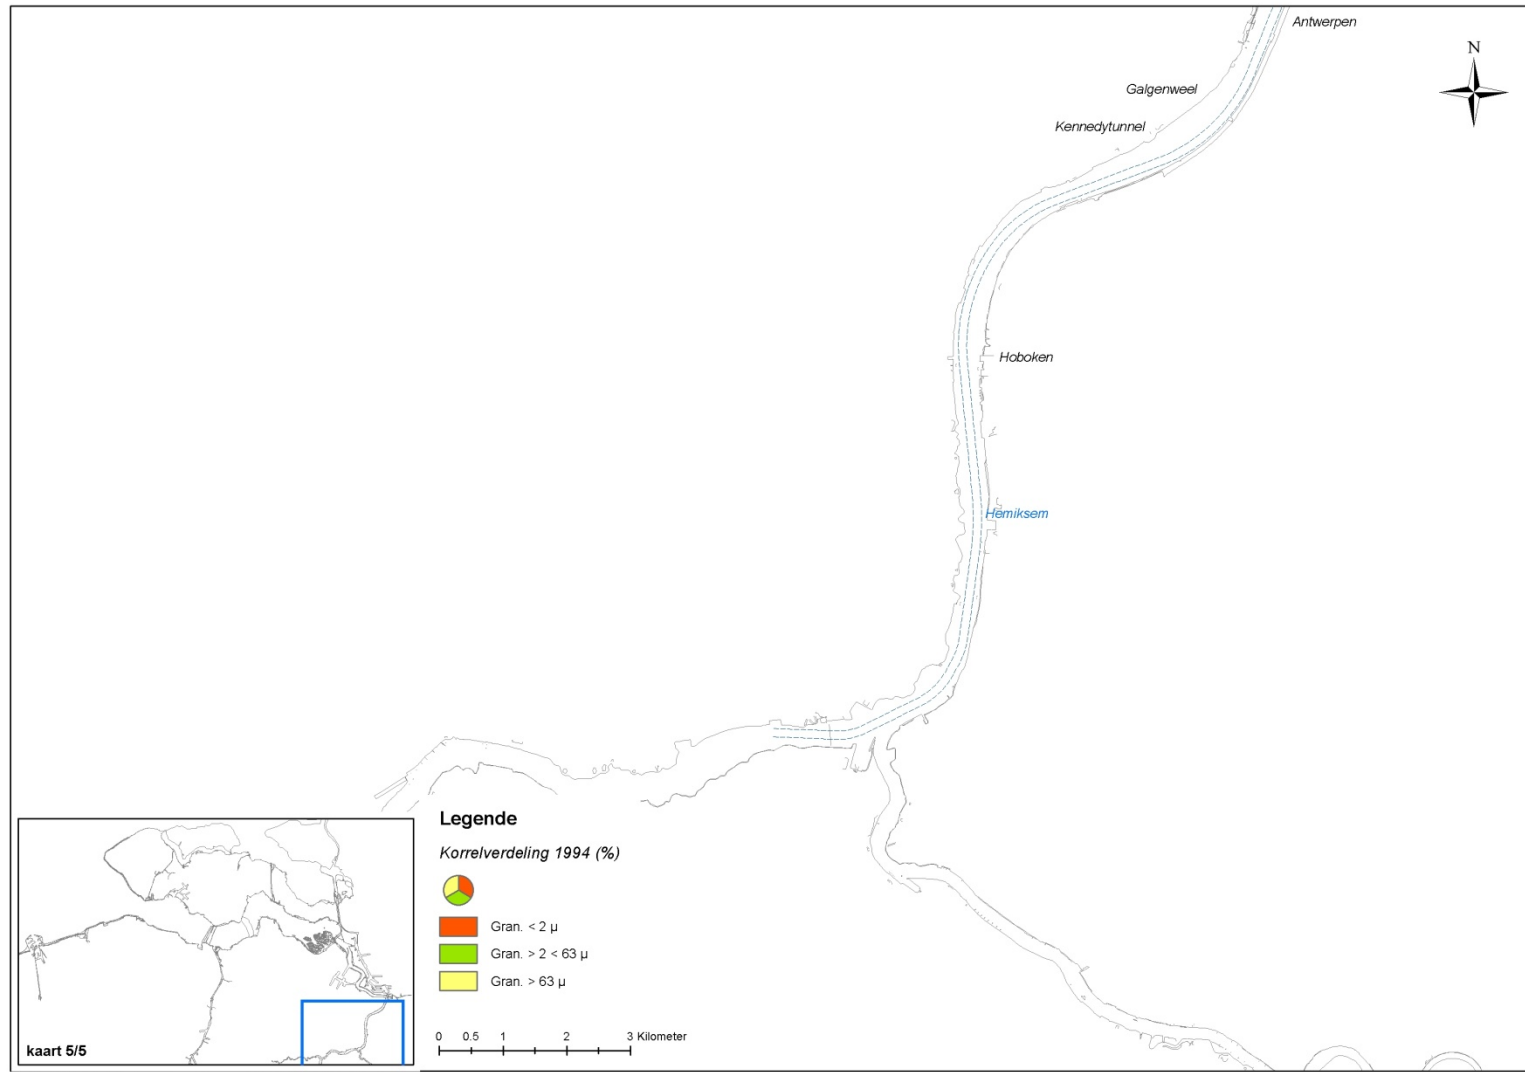 Antwerpen
N
Galgenweel
Kennedytunnel
Hoboken
Hemiksem
Legende
Korrelverdeling 1994 (%)
Gran. < 2 µ
Gran. > 2 < 63 µ
Gran. > 63 µ
0 0.5 1 2 3 Kilometer
kaart 5/5